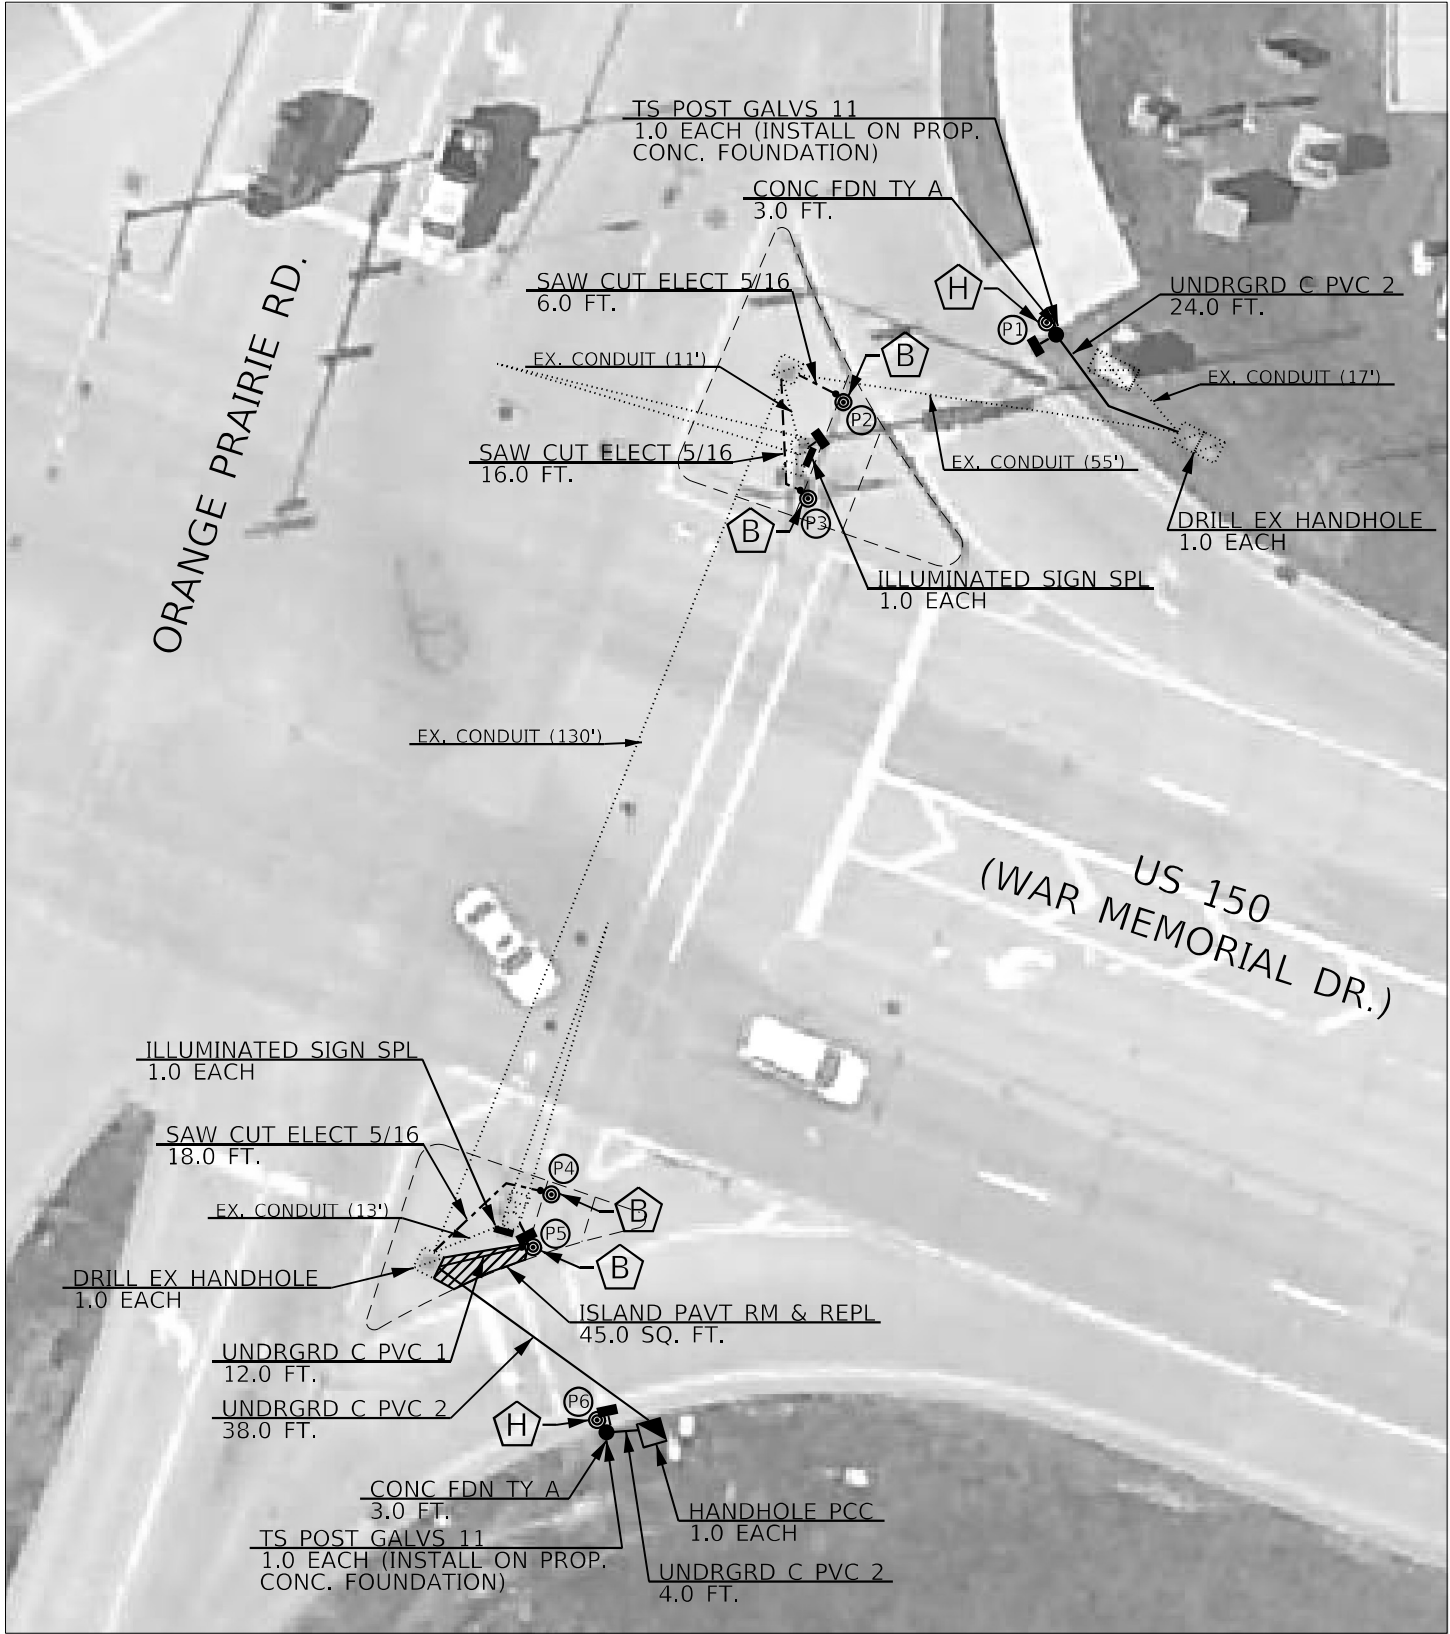 TS POST GALVS 11
1.0 EACH (INSTALL ON PROP.
CONC. FOUNDATION)
CONC FDN TY A
3.0 FT.
SAW CUT ELECT 5/16
6.0 FT.
H
P1
UNDRGRD C PVC 2
24.0 FT.
ORANGE PRAIRIE RD.
EX. CONDUIT (11')
B
EX. CONDUIT (17')
P2
SAW CUT ELECT 5/16
16.0 FT.
EX. CONDUIT (55')
B
P3
DRILL EX HANDHOLE
1.0 EACH
ILLUMINATED SIGN SPL
1.0 EACH
EX. CONDUIT (130')
US 150
(WAR MEMORIAL DR.)
ILLUMINATED SIGN SPL
1.0 EACH
SAW CUT ELECT 5/16
18.0 FT.
P4
EX. CONDUIT (13')
B
P5
B
DRILL EX HANDHOLE
1.0 EACH
ISLAND PAVT RM & REPL
45.0 SQ. FT.
UNDRGRD C PVC 1
12.0 FT.
UNDRGRD C PVC 2
38.0 FT.
P6
H
CONC FDN TY A
3.0 FT.
HANDHOLE PCC
1.0 EACH
TS POST GALVS 11
1.0 EACH (INSTALL ON PROP.
CONC. FOUNDATION)
UNDRGRD C PVC 2
4.0 FT.